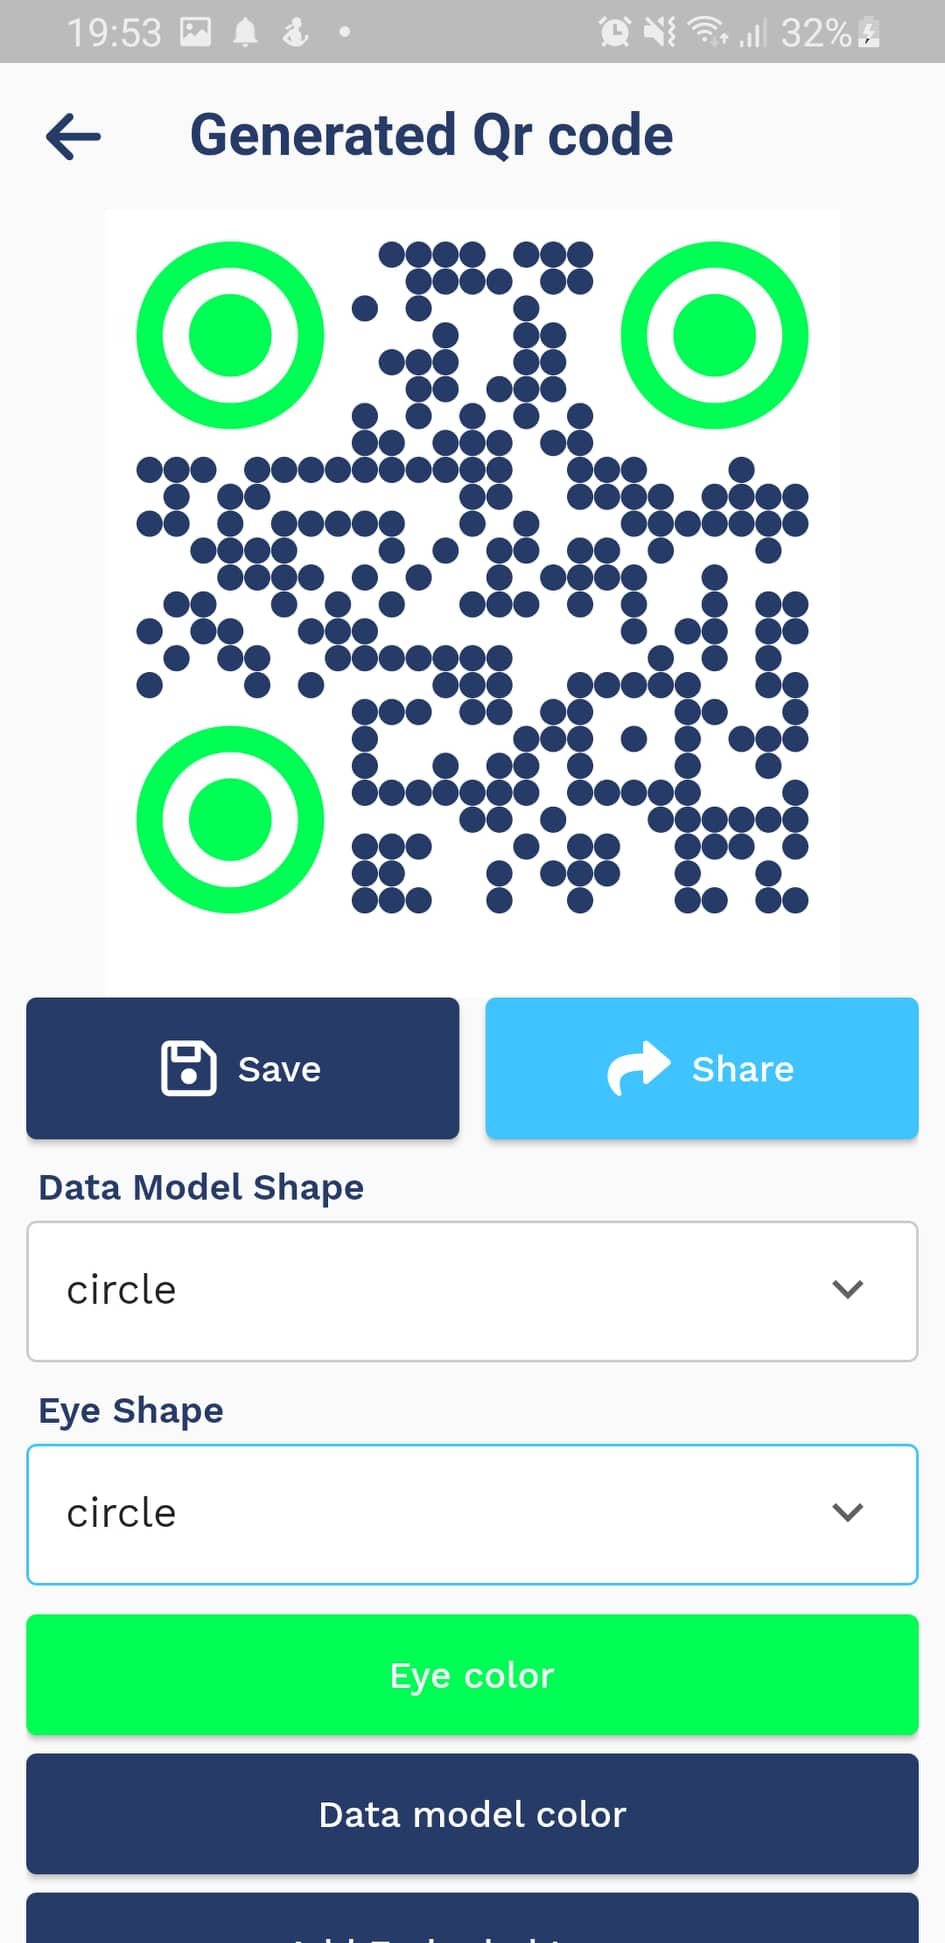 19:53 32%
Generated Qr code
Save Share
Data Model Shape
circle
Eye Shape
circle
Eye color
Data model color